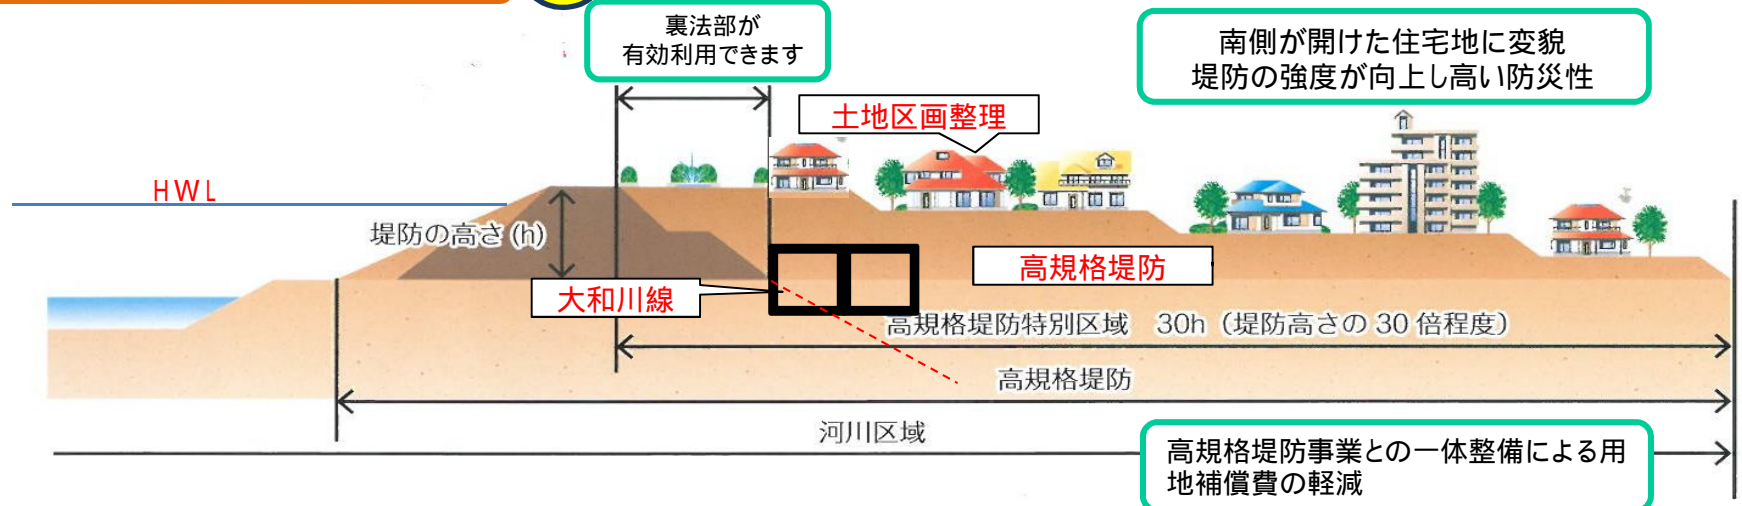 裏法部が
有効利用できます
南側が開けた住宅地に変貌
堤防の強度が向上し高い防災性
土地区画整理
HWL
堤防の高さ(h)
高規格堤防
大和川線
高規格堤防特別区域 30h(堤防高さの30倍程度)
高規格堤防
河川区域
高規格堤防事業との一体整備による用
地補償費の軽減